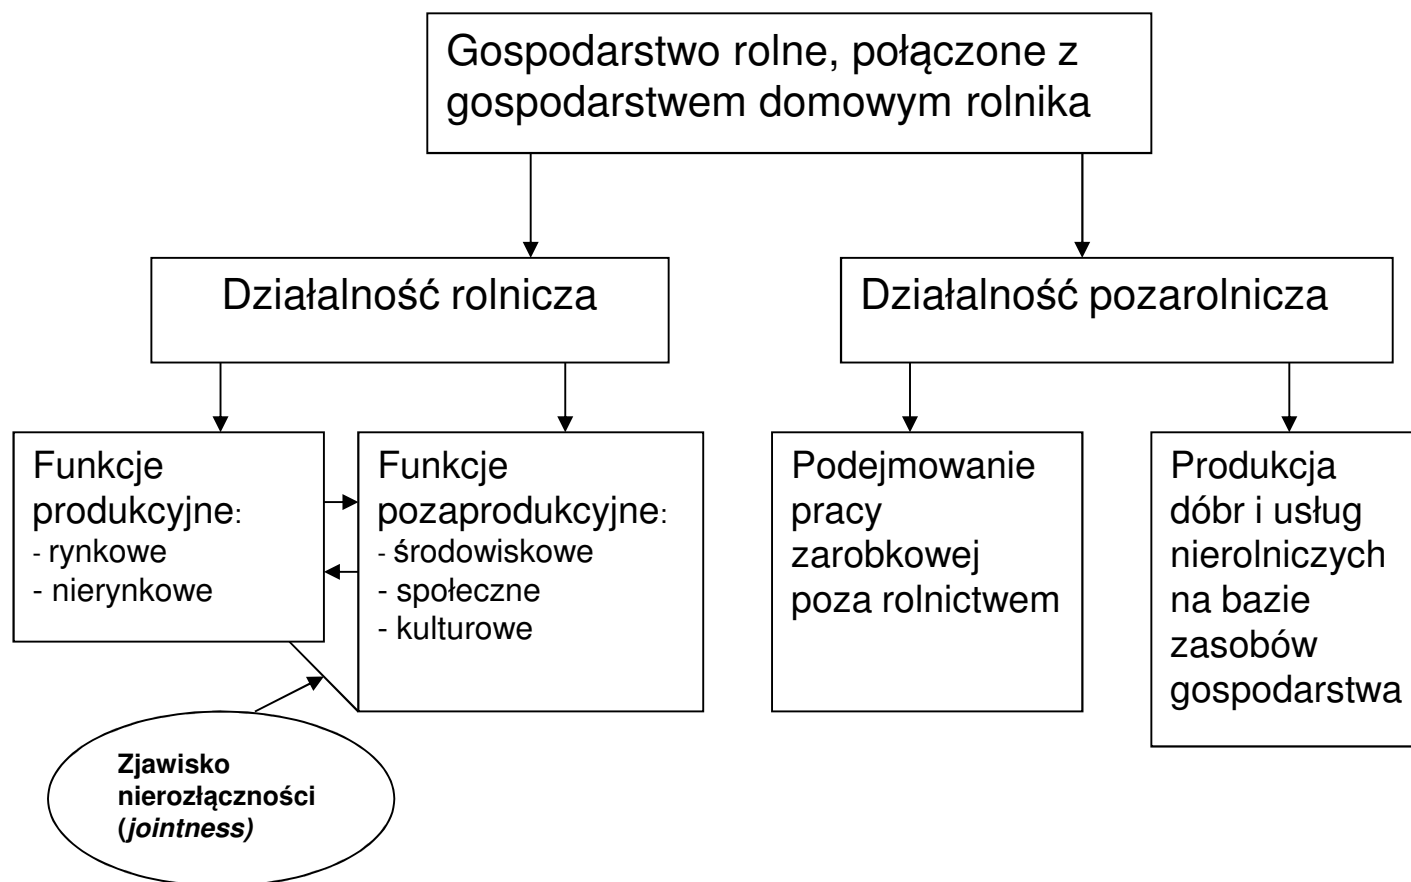 Gospodarstwo rolne, połączone z
gospodarstwem domowym rolnika
Działalność rolnicza
Działalność pozarolnicza
Funkcje
produkcyjne:
- rynkowe
- nierynkowe
Funkcje
pozaprodukcyjne:
- środowiskowe
- społeczne
- kulturowe
Podejmowanie
pracy
zarobkowej
poza rolnictwem
Produkcja
dóbr i usług
nierolniczych
na bazie
zasobów
gospodarstwa
Zjawisko
nierozłączności
(jointness)